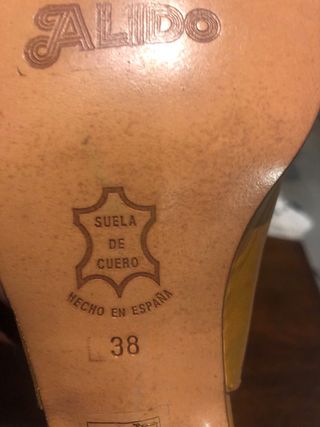 ALIDO
SUELA
DE
CUERO
HECHO EN ESPAÑA
38